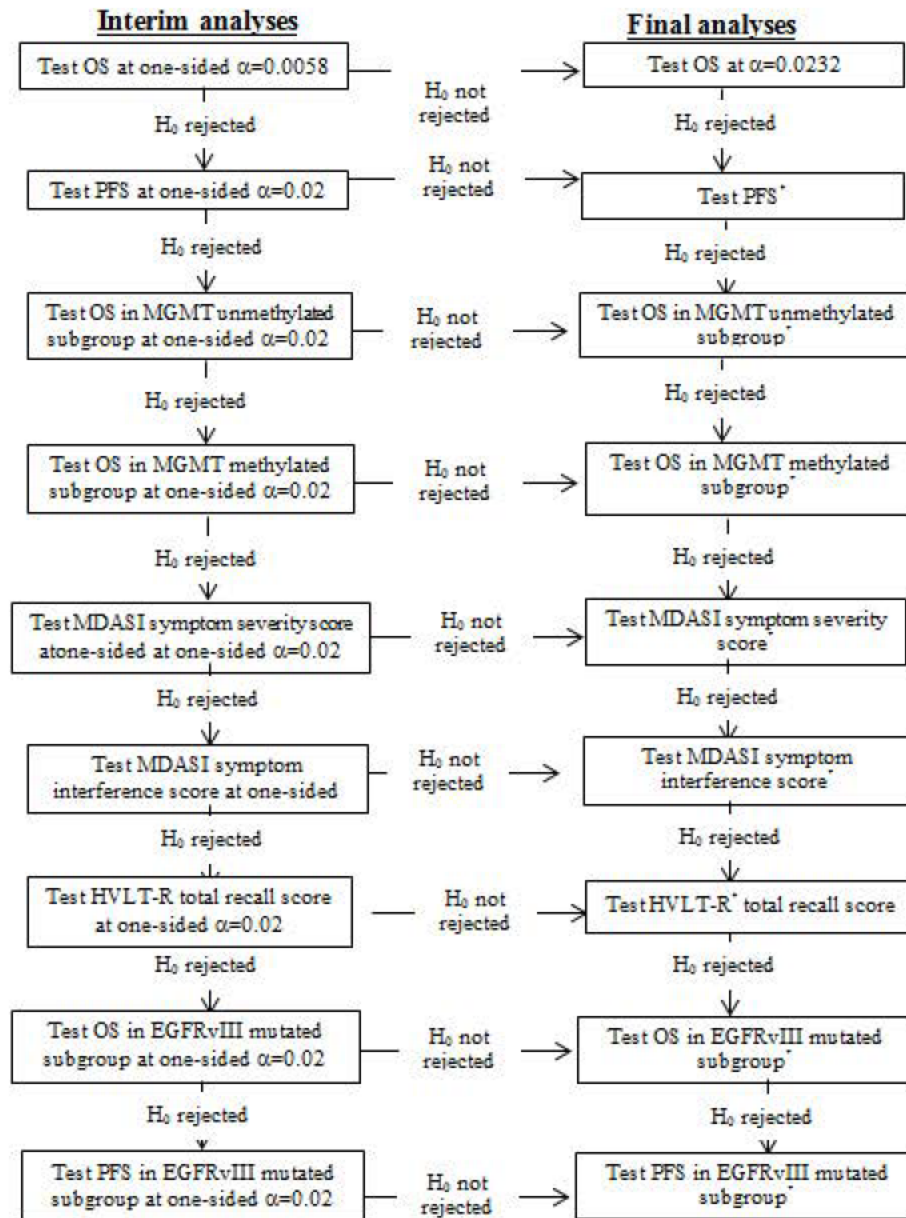 Interim analyses
Final analyses
Test OS at one-sided α=0.0058
H₀ not
rejected
Test OS at α=0.0232
H₀ rejected
H₀ rejected
Test PFS at one-sided α=0.02
H₀ not
rejected
Test PFS*
H₀ rejected
H₀ rejected
Test OS in MGMT unmethylated
subgroup at one-sided α=0.02
H₀ not
rejected
Test OS in MGMT unmethylated
subgroup*
H₀ rejected
H₀ rejected
Test OS in MGMT methylated
subgroup at one-sided α=0.02
H₀ not
rejected
Test OS in MGMT methylated
subgroup*
H₀ rejected
H₀ rejected
Test MDASI symptom severity score
atone-sided at one-sided α=0.02
H₀ not
rejected
Test MDASI symptom severity
score*
H₀ rejected
H₀ rejected
Test MDASI symptom
interference score at one-sided
H₀ not
rejected
Test MDASI symptom
interference score*
H₀ rejected
H₀ rejected
Test HVLT-R total recall score
at one-sided α=0.02
H₀ not
rejected
Test HVLT-R* total recall score
H₀ rejected
H₀ rejected
Test OS in EGFRvIII mutated
subgroup at one-sided α=0.02
H₀ not
rejected
Test OS in EGFRvIII mutated
subgroup*
H₀ rejected
H₀ rejected
Test PFS in EGFRvIII mutated
subgroup at one-sided α=0.02
H₀ not
rejected
Test PFS in EGFRvIII mutated
subgroup*